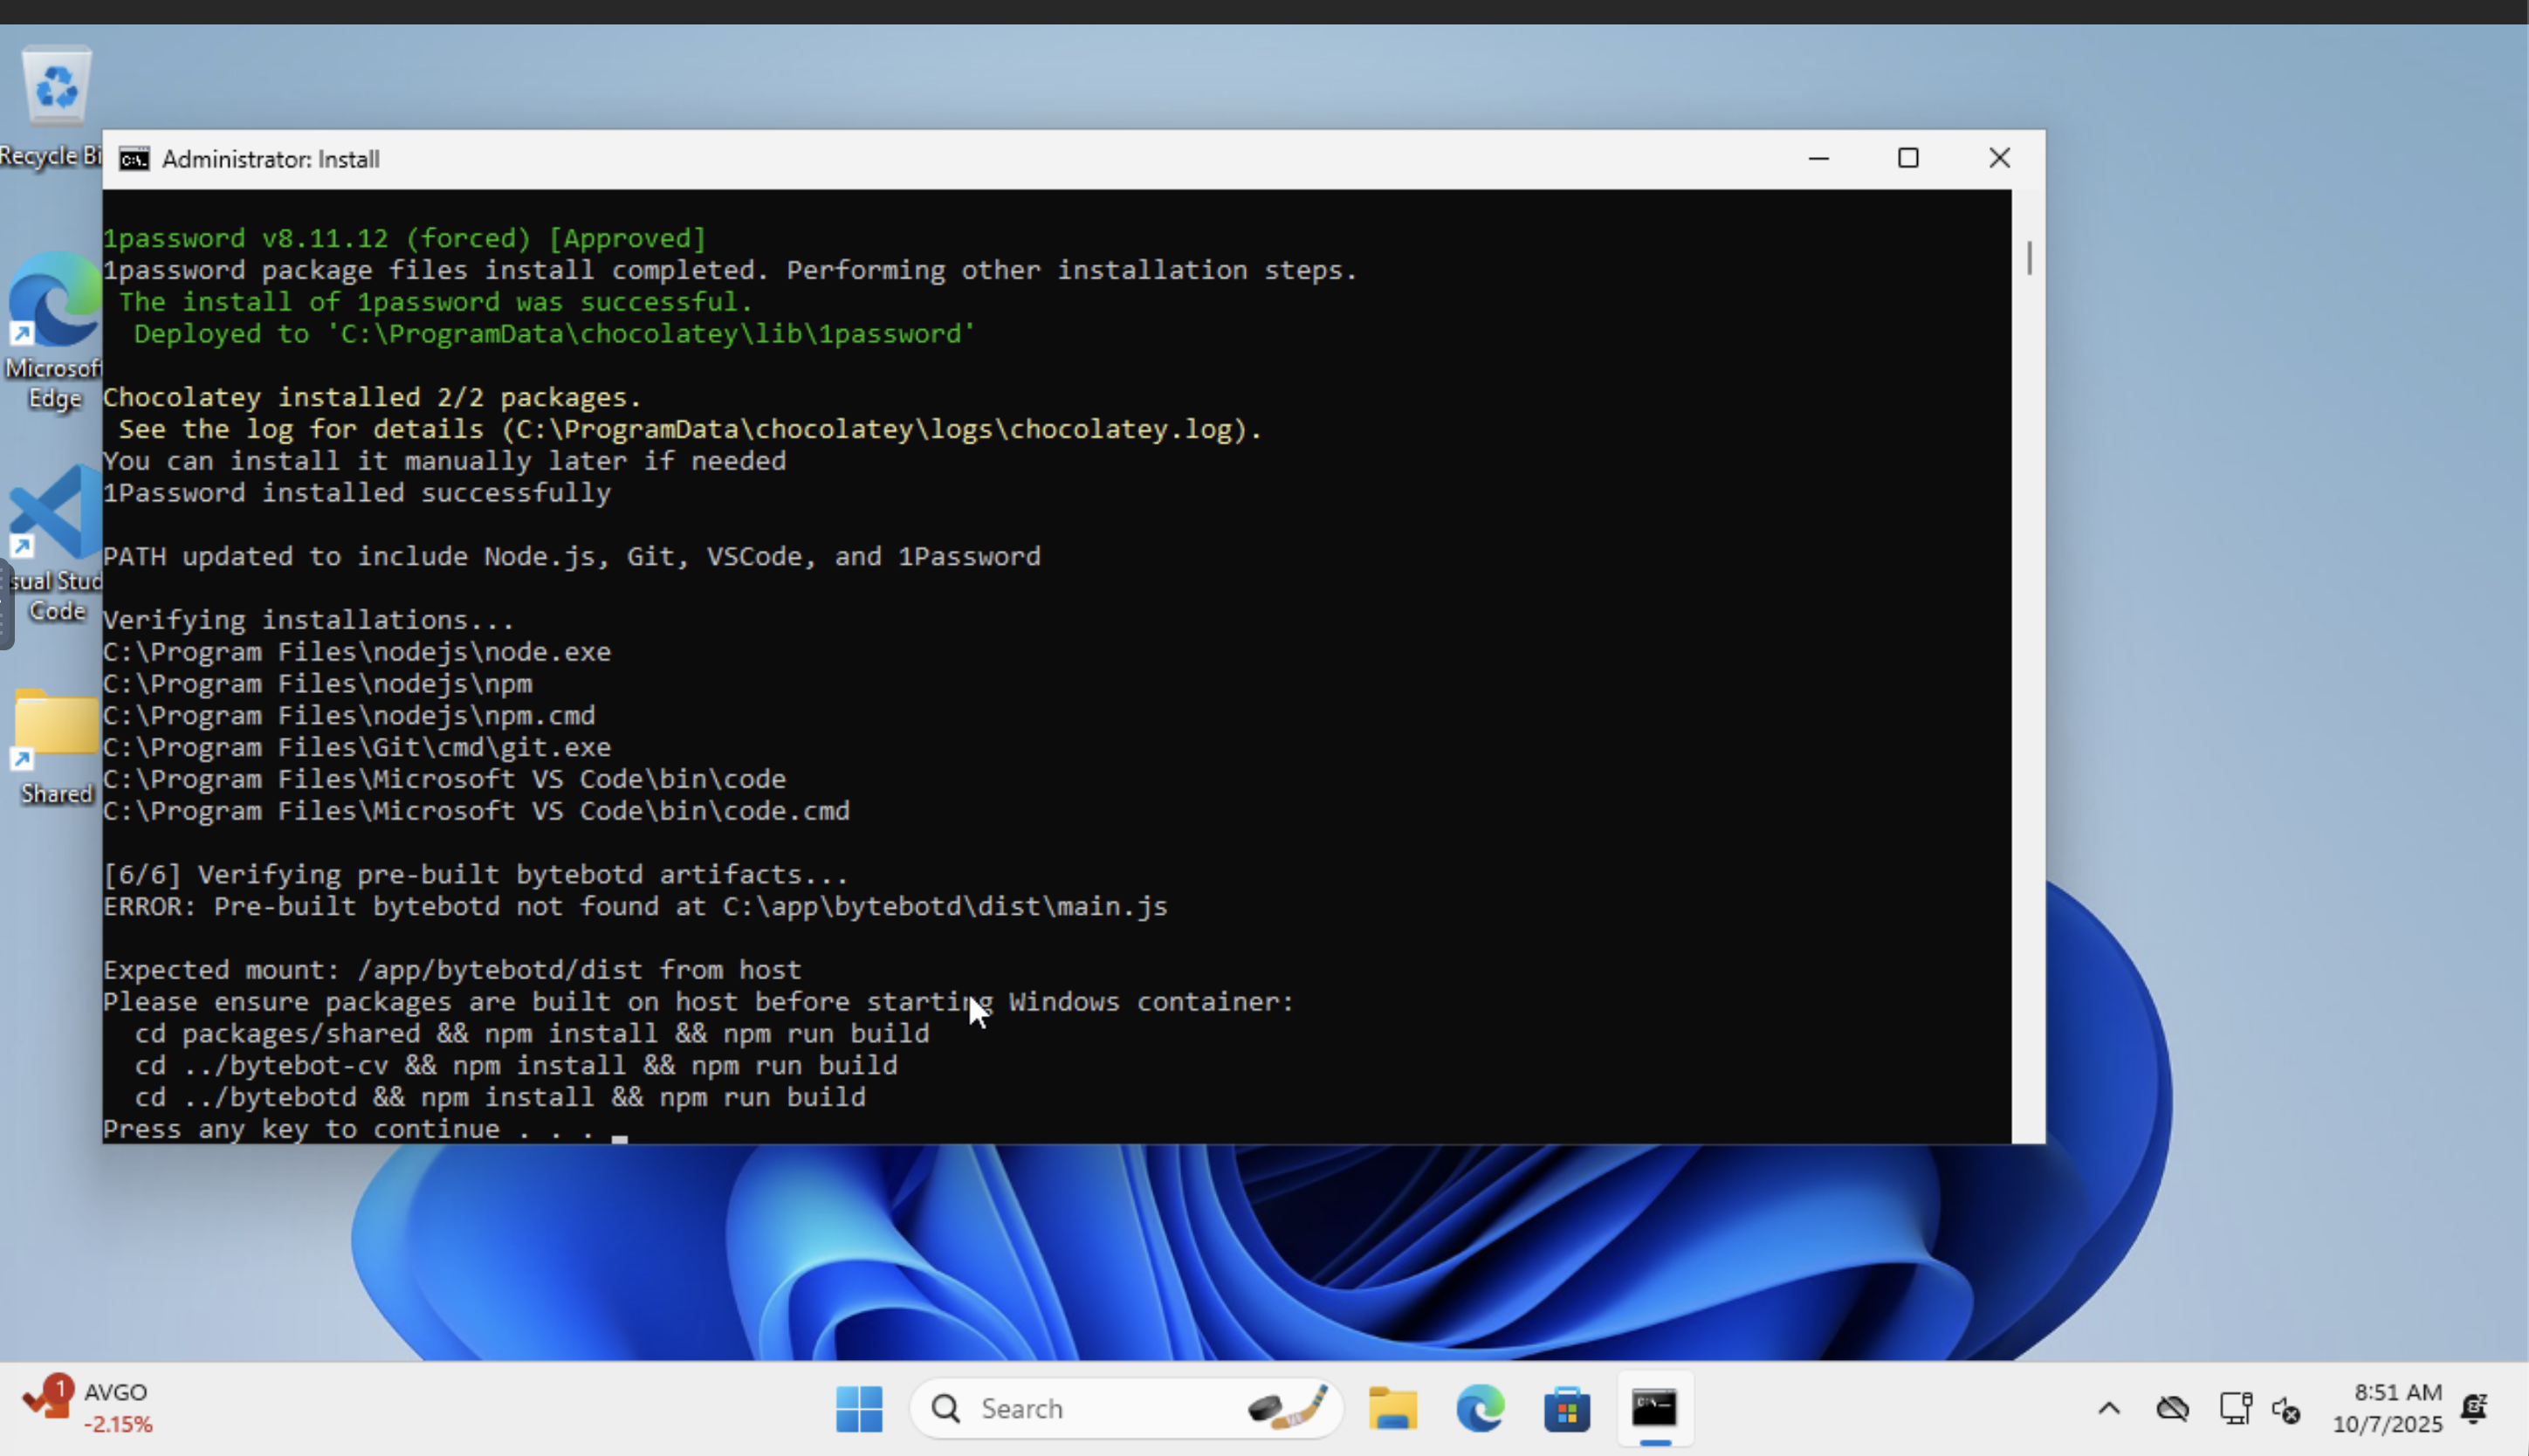 Recycle Bi
Microsoft
Edge
sual Stud
Code
Shared
Administrator: Install
1password v8.11.12 (forced) [Approved]
1password package files install completed. Performing other installation steps.
The install of 1password was successful.
Deployed to 'C:\ProgramData\chocolatey\lib\1password'
Chocolatey installed 2/2 packages.
See the log for details (C:\ProgramData\chocolatey\logs\chocolatey.log).
You can install it manually later if needed
1Password installed successfully
PATH updated to include Node.js, Git, VSCode, and 1Password
Verifying installations...
C:\Program Files\nodejs\node.exe
C:\Program Files\nodejs\npm
C:\Program Files\nodejs\npm.cmd
C:\Program Files\Git\cmd\git.exe
C:\Program Files\Microsoft VS Code\bin\code
C:\Program Files\Microsoft VS Code\bin\code.cmd
[6/6] Verifying pre-built bytebotd artifacts...
ERROR: Pre-built bytebotd not found at C:\app\bytebotd\dist\main.js
Expected mount: /app/bytebotd/dist from host
Please ensure packages are built on host before starting Windows container:
cd packages/shared && npm install && npm run build
cd ../bytebot-cv && npm install && npm run build
cd ../bytebotd && npm install && npm run build
Press any key to continue . . .
1
AVGO
-2.15%
Search
8:51 AM
10/7/2025